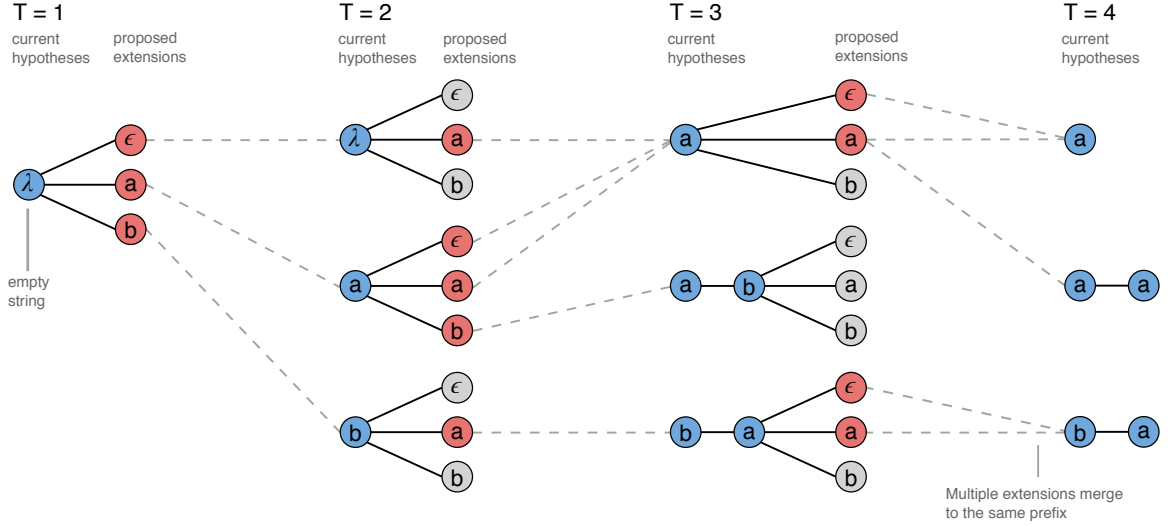 T = 1 T = 2 T = 3 T = 4
current hypotheses
proposed extensions
current hypotheses
proposed extensions
current hypotheses
proposed extensions
current hypotheses
λ
ϵ
a
b
empty
string
λ
ϵ
a
b
a
ϵ
a
b
b
ϵ
a
b
a
ϵ
a
b
a b
ϵ
a
b
b a
ϵ
a
b
a
a a
b a
Multiple extensions merge
to the same prefix